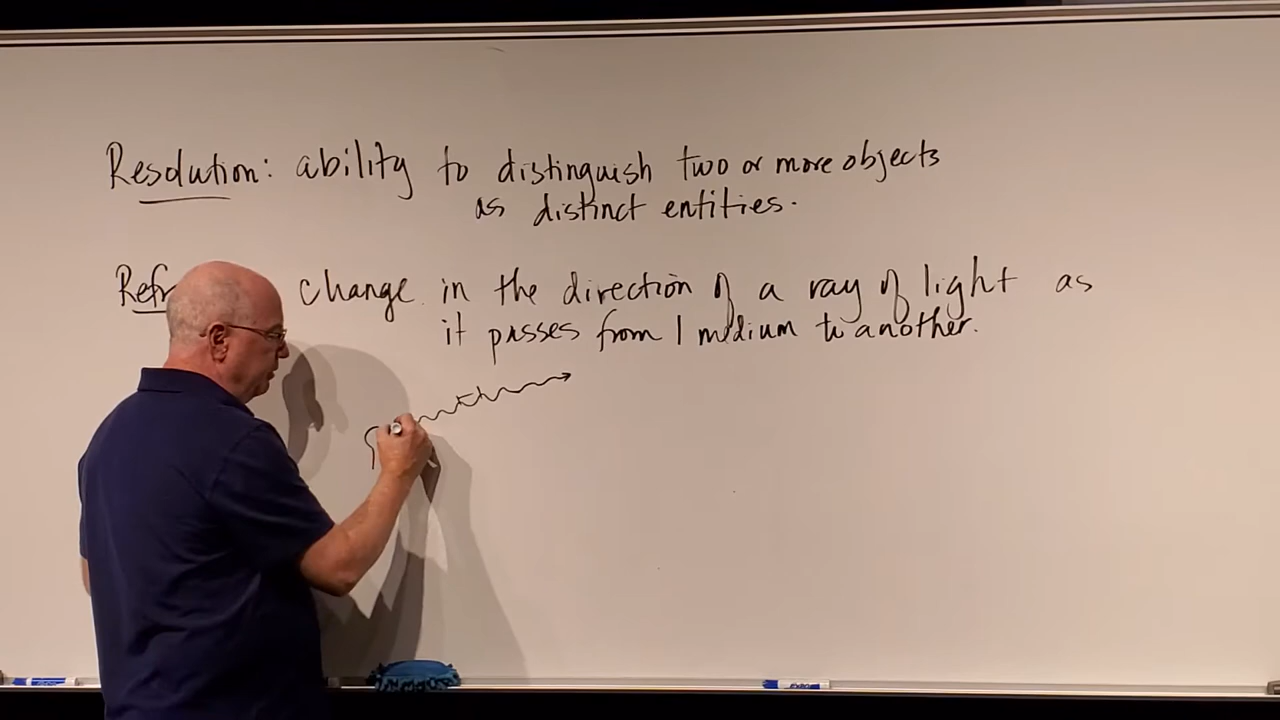 Resolution: ability to distinguish two or more objects
as distinct entities.
Refr change in the direction of a ray of light as
it passes from 1 medium to another.